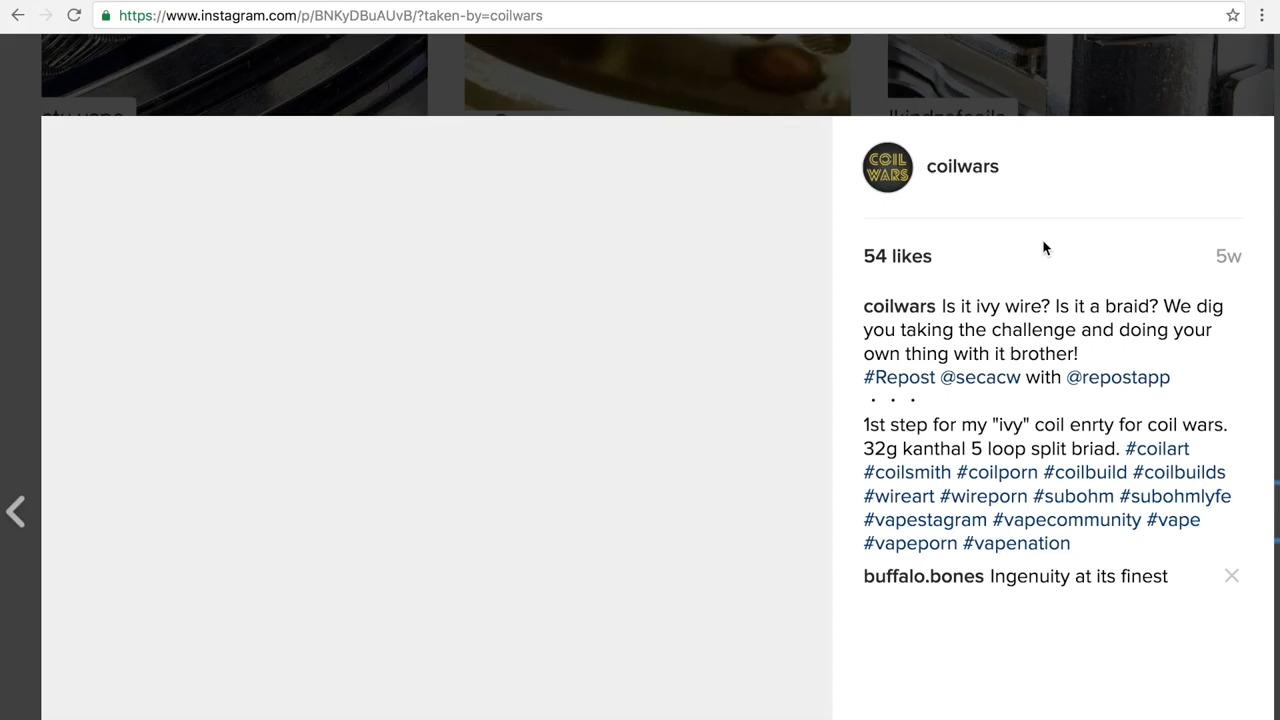 https://www.instagram.com/p/BNKyDBuAUvB/?taken-by=coilwars
COIL
WARS
coilwars
54 likes 5w
coilwars Is it ivy wire? Is it a braid? We dig
you taking the challenge and doing your
own thing with it brother!
#Repost @secacw with @repostapp
・・・
1st step for my "ivy" coil enrty for coil wars.
32g kanthal 5 loop split briad. #coilart
#coilsmith #coilporn #coilbuild #coilbuilds
#wireart #wireporn #subohm #subohmlyfe
#vapestagram #vapecommunity #vape
#vapeporn #vapenation
buffalo.bones Ingenuity at its finest